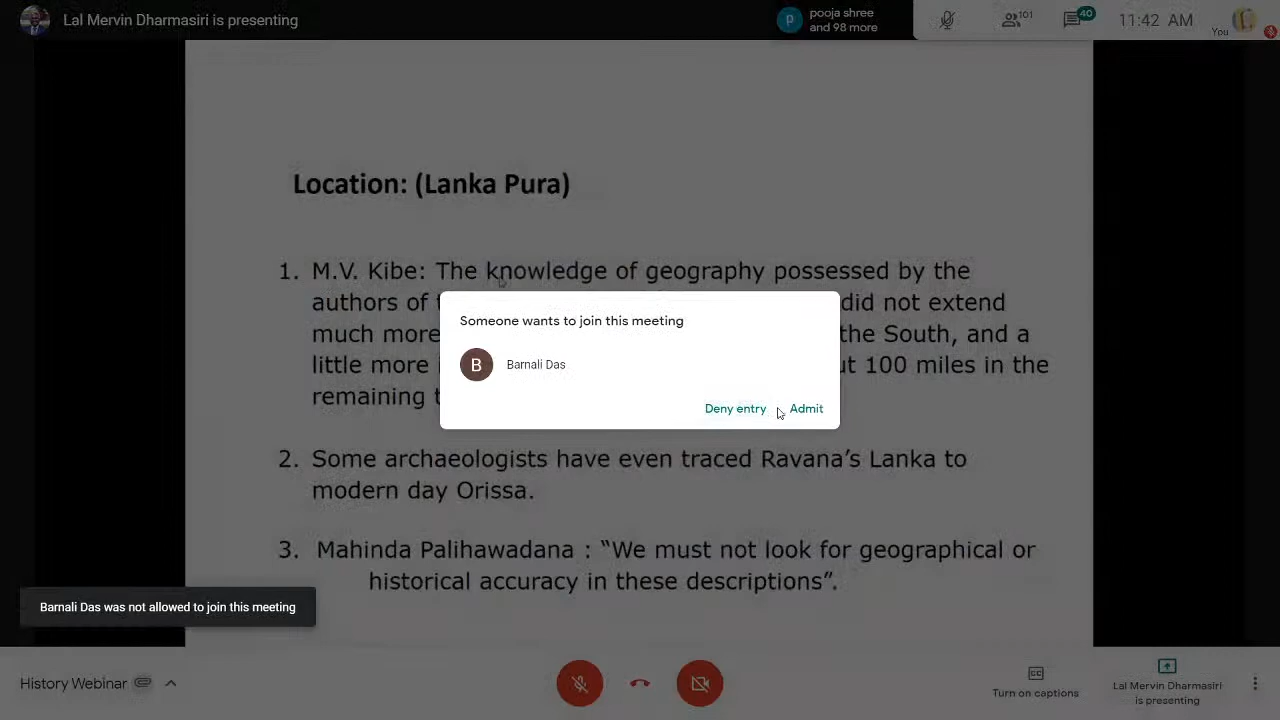 Lal Mervin Dharmasiri is presenting
p
pooja shree
and 98 more
101
40
11:42 AM
You
Location: (Lanka Pura)
1. M.V. Kibe: The knowledge of geography possessed by the
authors of did not extend
much more the South, and a
little more 100 miles in the
remaining
Someone wants to join this meeting
B
Barnali Das
Deny entry
Admit
2. Some archaeologists have even traced Ravana's Lanka to
modern day Orissa.
3. Mahinda Palihawadana : “We must not look for geographical or
historical accuracy in these descriptions”.
Barnali Das was not allowed to join this meeting
History Webinar
CC
Turn on captions
Lal Mervin Dharmasiri
is presenting